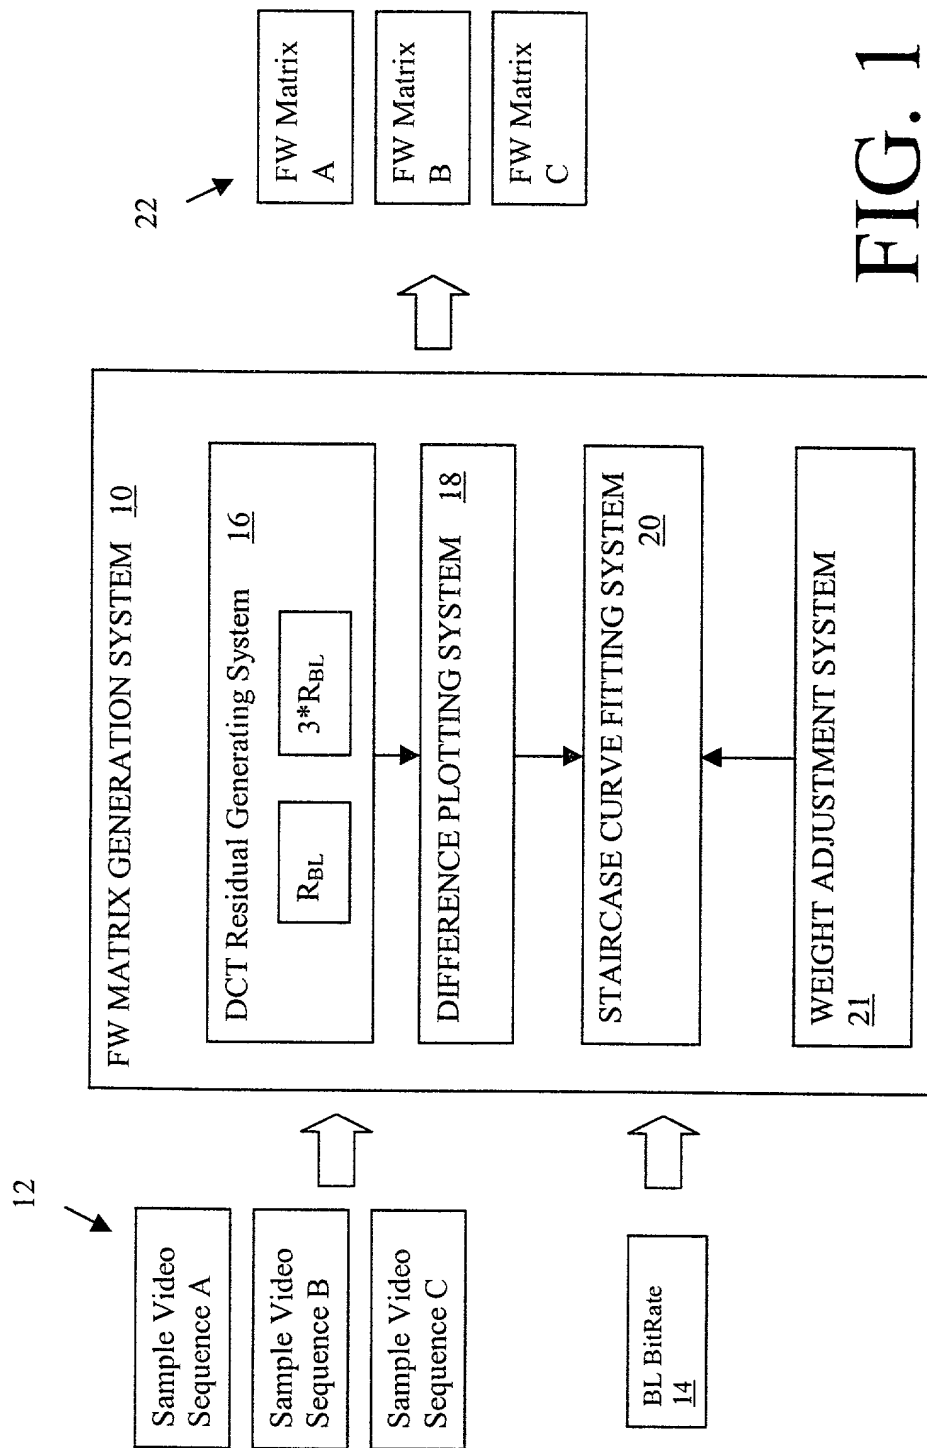 12
Sample Video
Sequence A
Sample Video
Sequence B
Sample Video
Sequence C
BL BitRate
14
FW MATRIX GENERATION SYSTEM 10
DCT Residual Generating System 16
RBL
3*RBL
DIFFERENCE PLOTTING SYSTEM 18
STAIRCASE CURVE FITTING SYSTEM
20
WEIGHT ADJUSTMENT SYSTEM
21
22
FW Matrix
A
FW Matrix
B
FW Matrix
C
FIG. 1